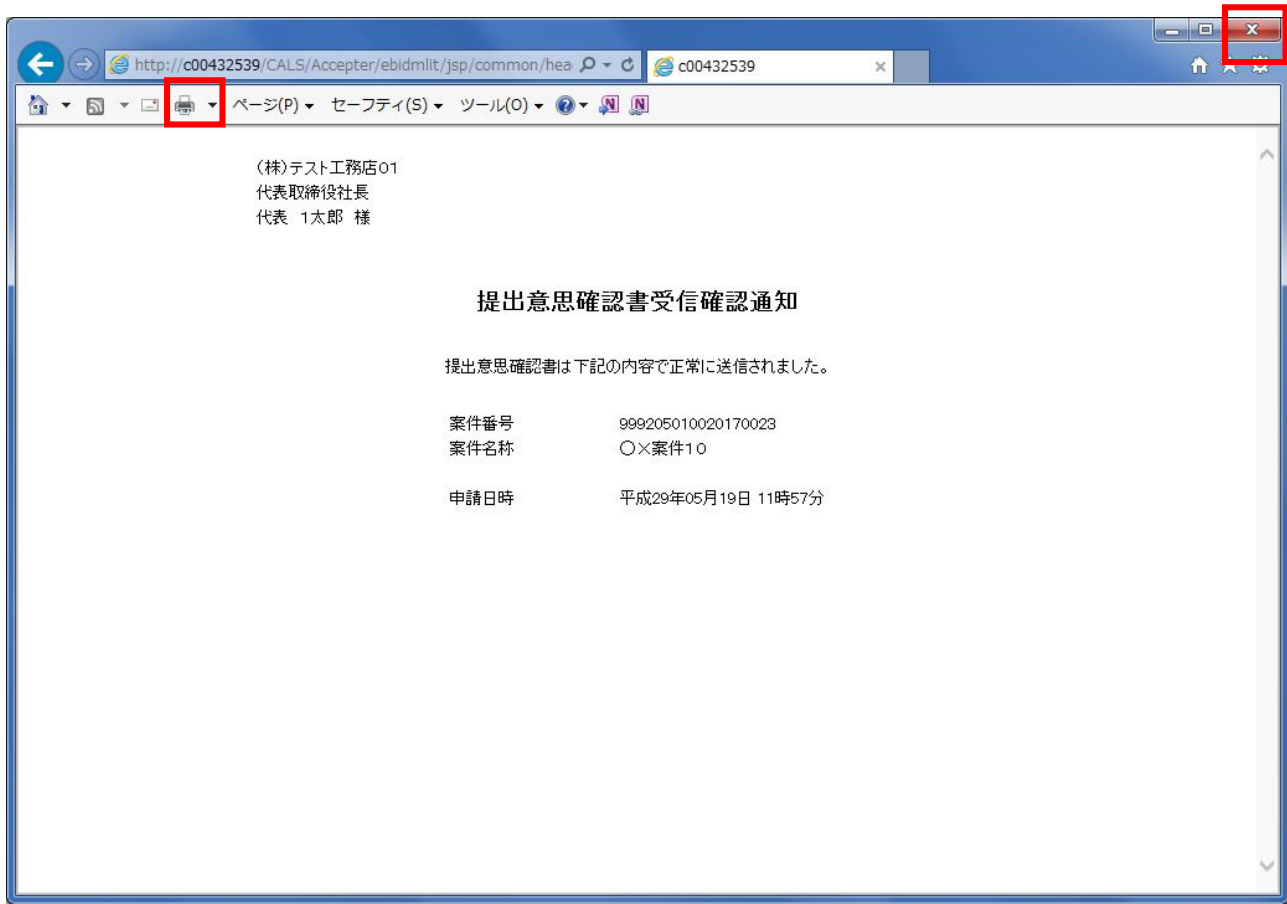 http://c00432539/CALS/Accepter/ebidmlit/jsp/common/hea
c00432539
ページ(P) セーフティ(S) ツール(O)
(株)テスト工務店01
代表取締役社長
代表 1太郎 様
提出意思確認書受信確認通知
提出意思確認書は下記の内容で正常に送信されました。
案件番号 999205010020170023
案件名称 ○×案件10
申請日時 平成29年05月19日 11時57分